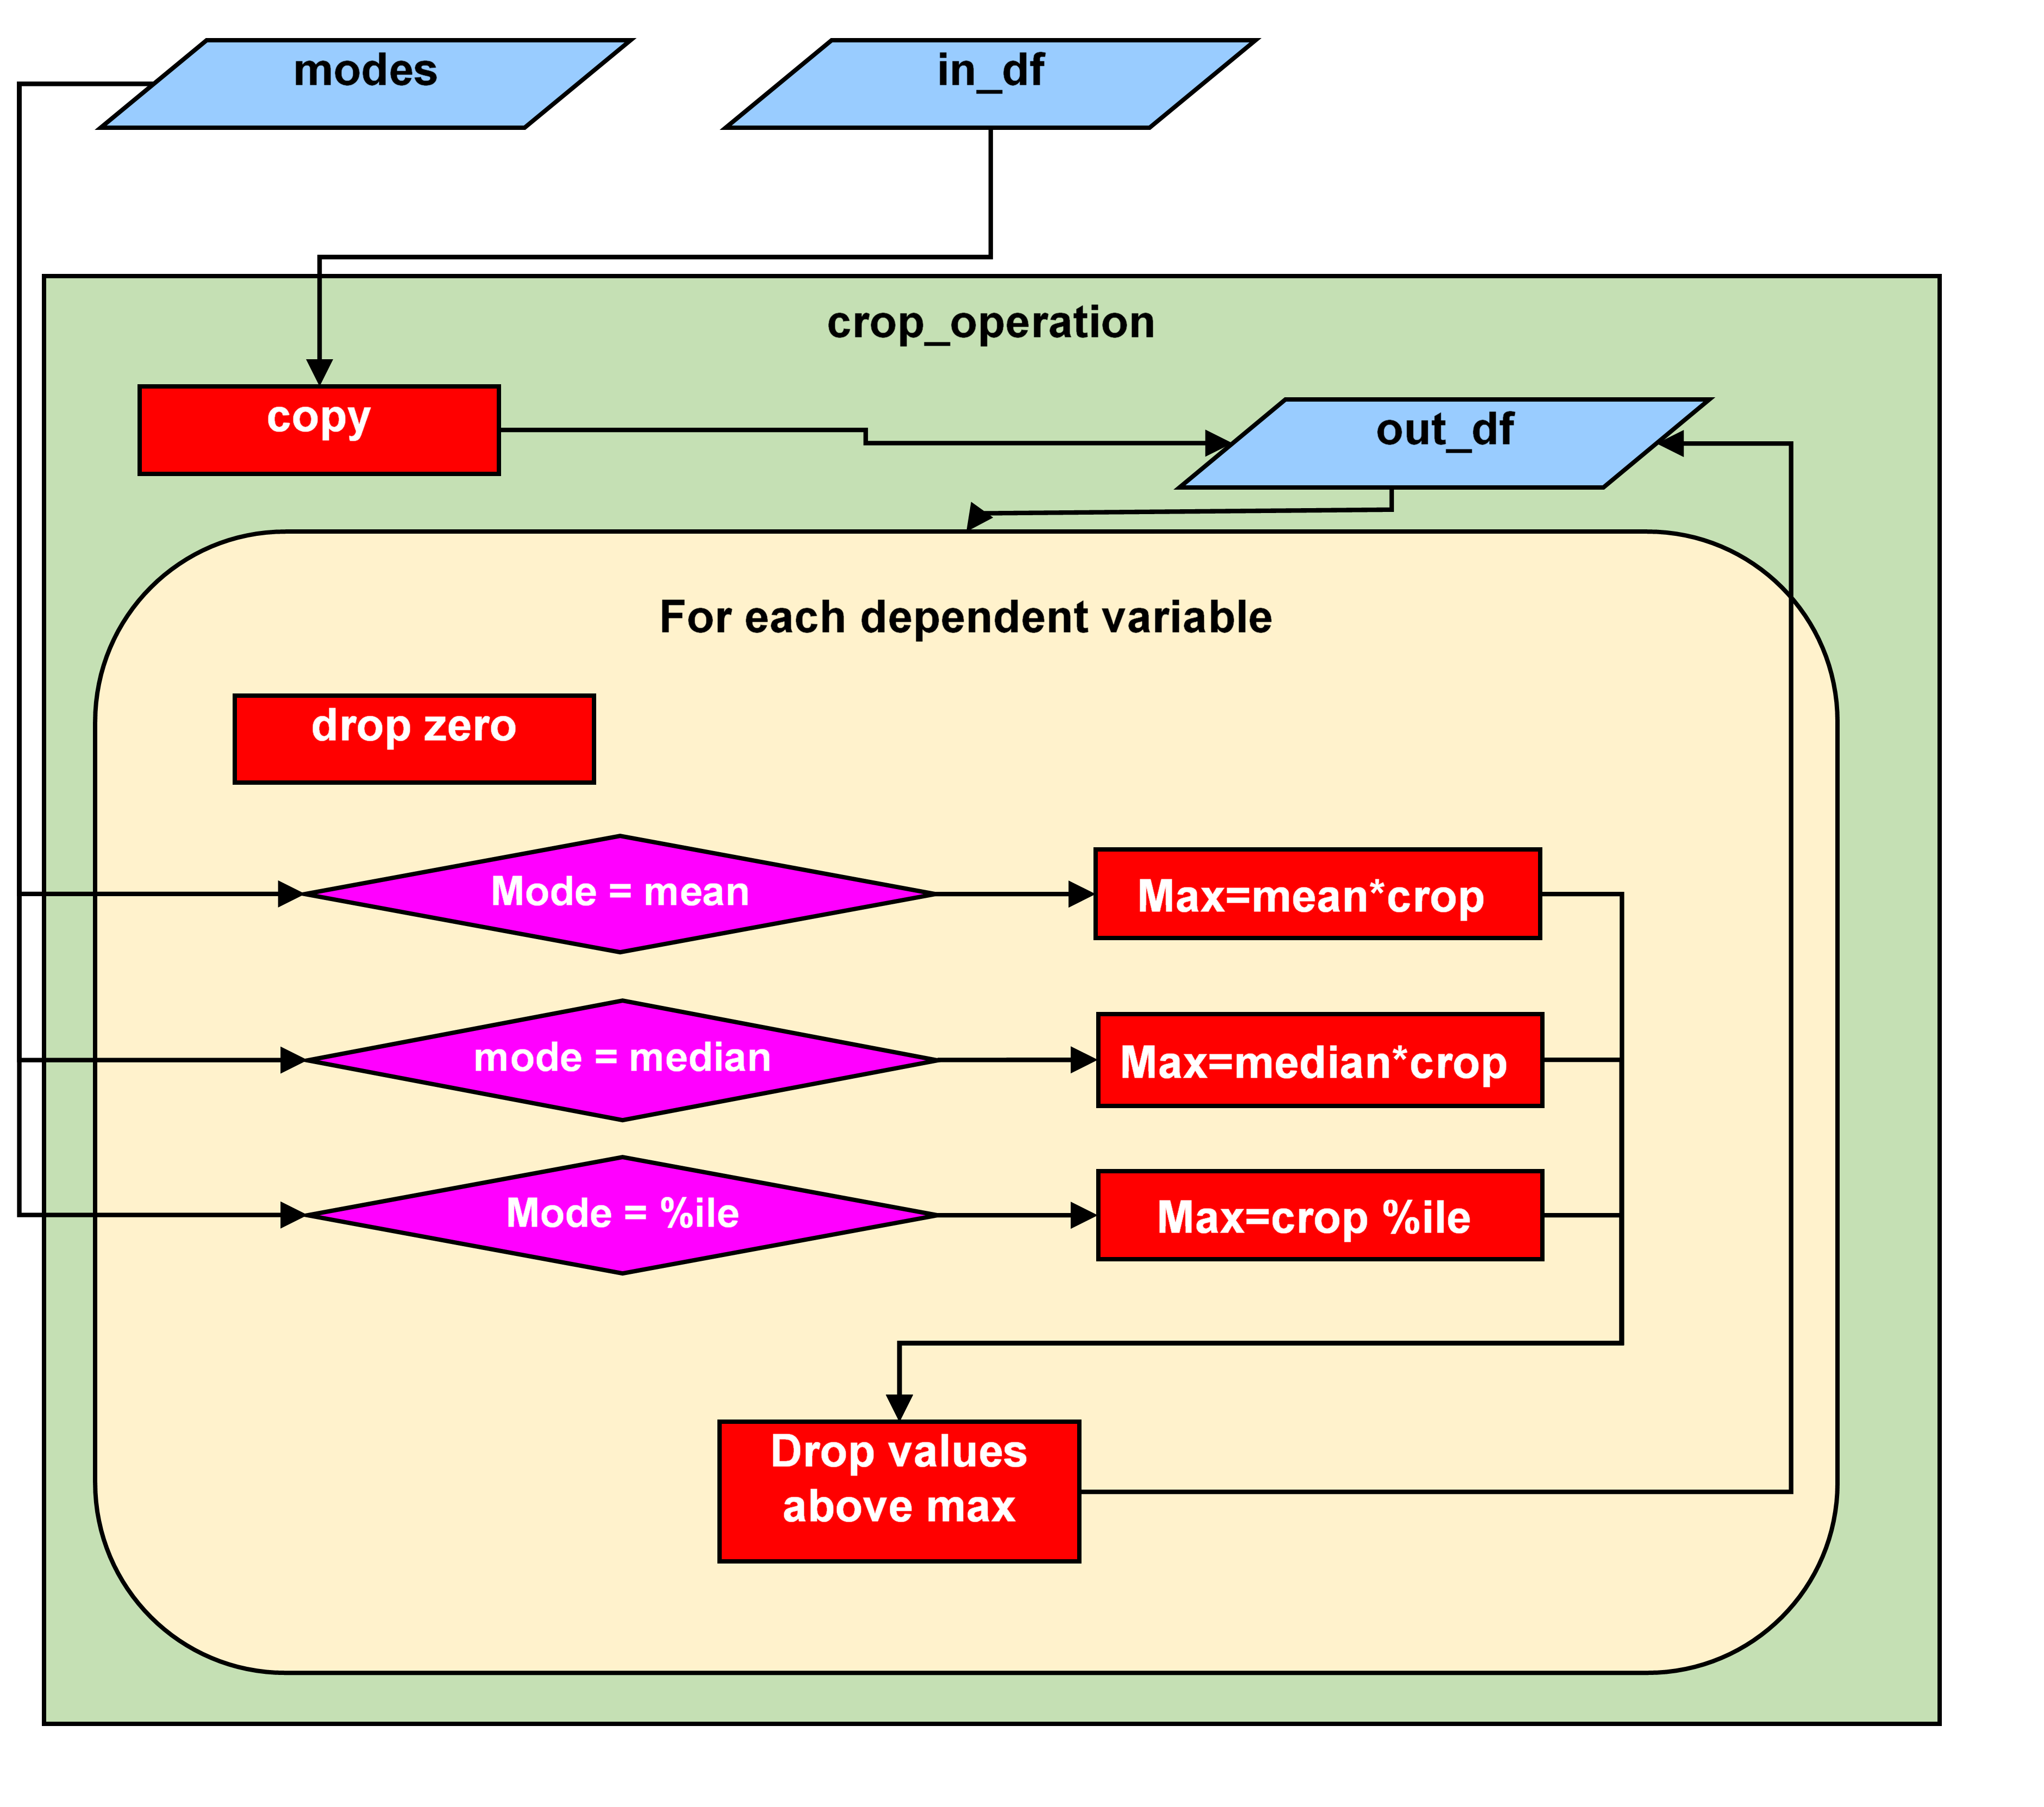 modes
in_df
crop_operation
copy
out_df
For each dependent variable
drop zero
Mode = mean
Max=mean*crop
mode = median
Max=median*crop
Mode = %ile
Max=crop %ile
Drop values
above max